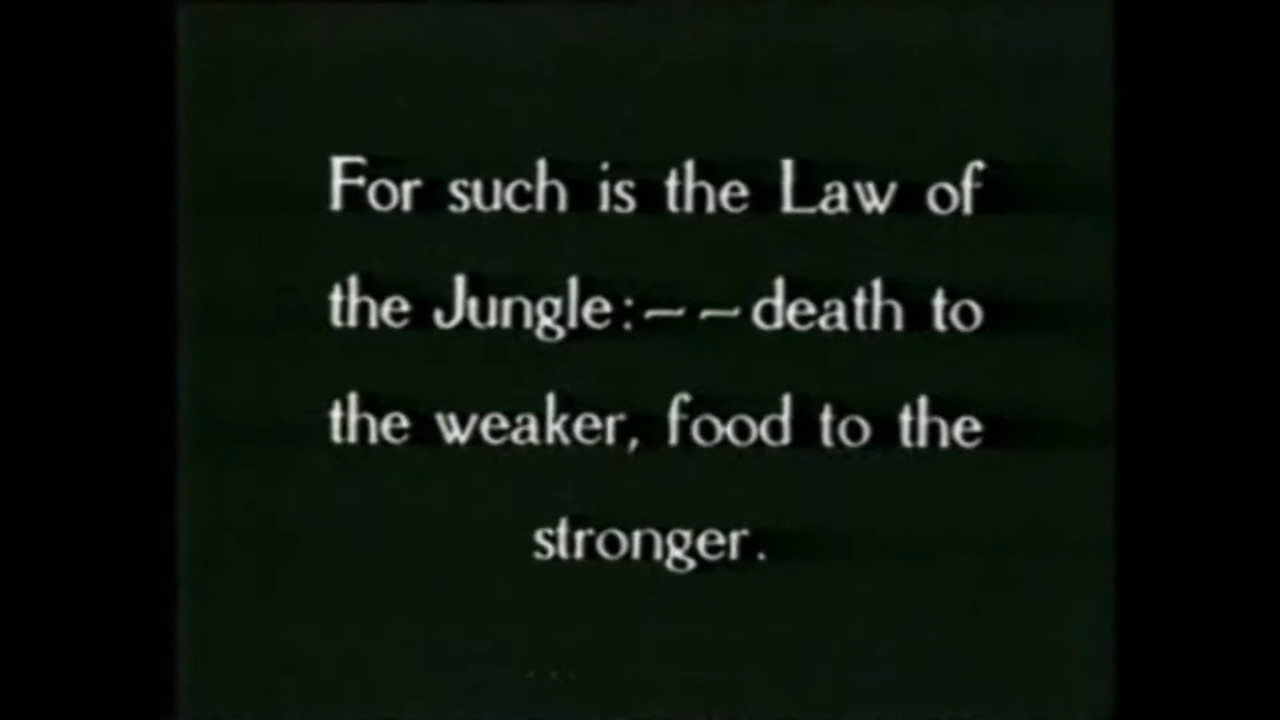 For such is the Law of
the Jungle:--death to
the weaker, food to the
stronger.